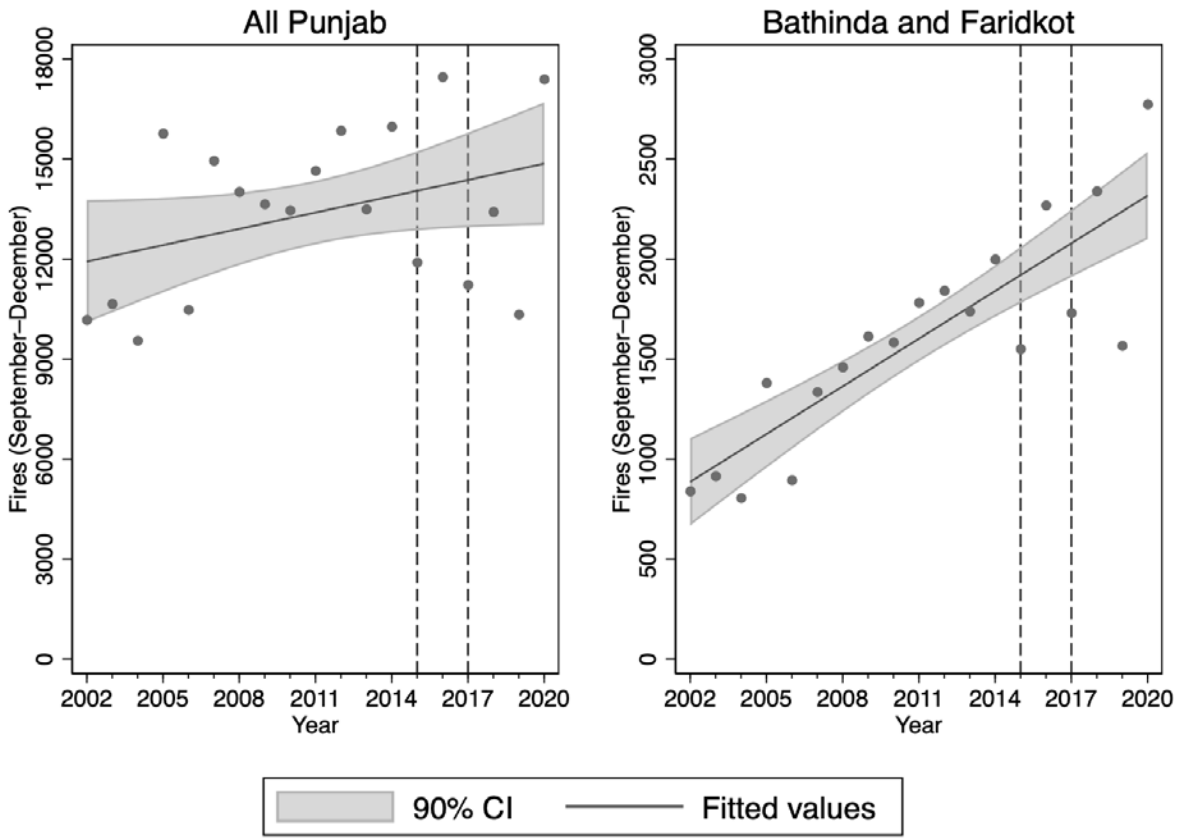 All Punjab
Fires (September–December)
18000
15000
12000
9000
6000
3000
0
2002 2005 2008 2011 2014 2017 2020
Year
Bathinda and Faridkot
Fires (September–December)
3000
2500
2000
1500
1000
500
0
2002 2005 2008 2011 2014 2017 2020
Year
90% CI Fitted values